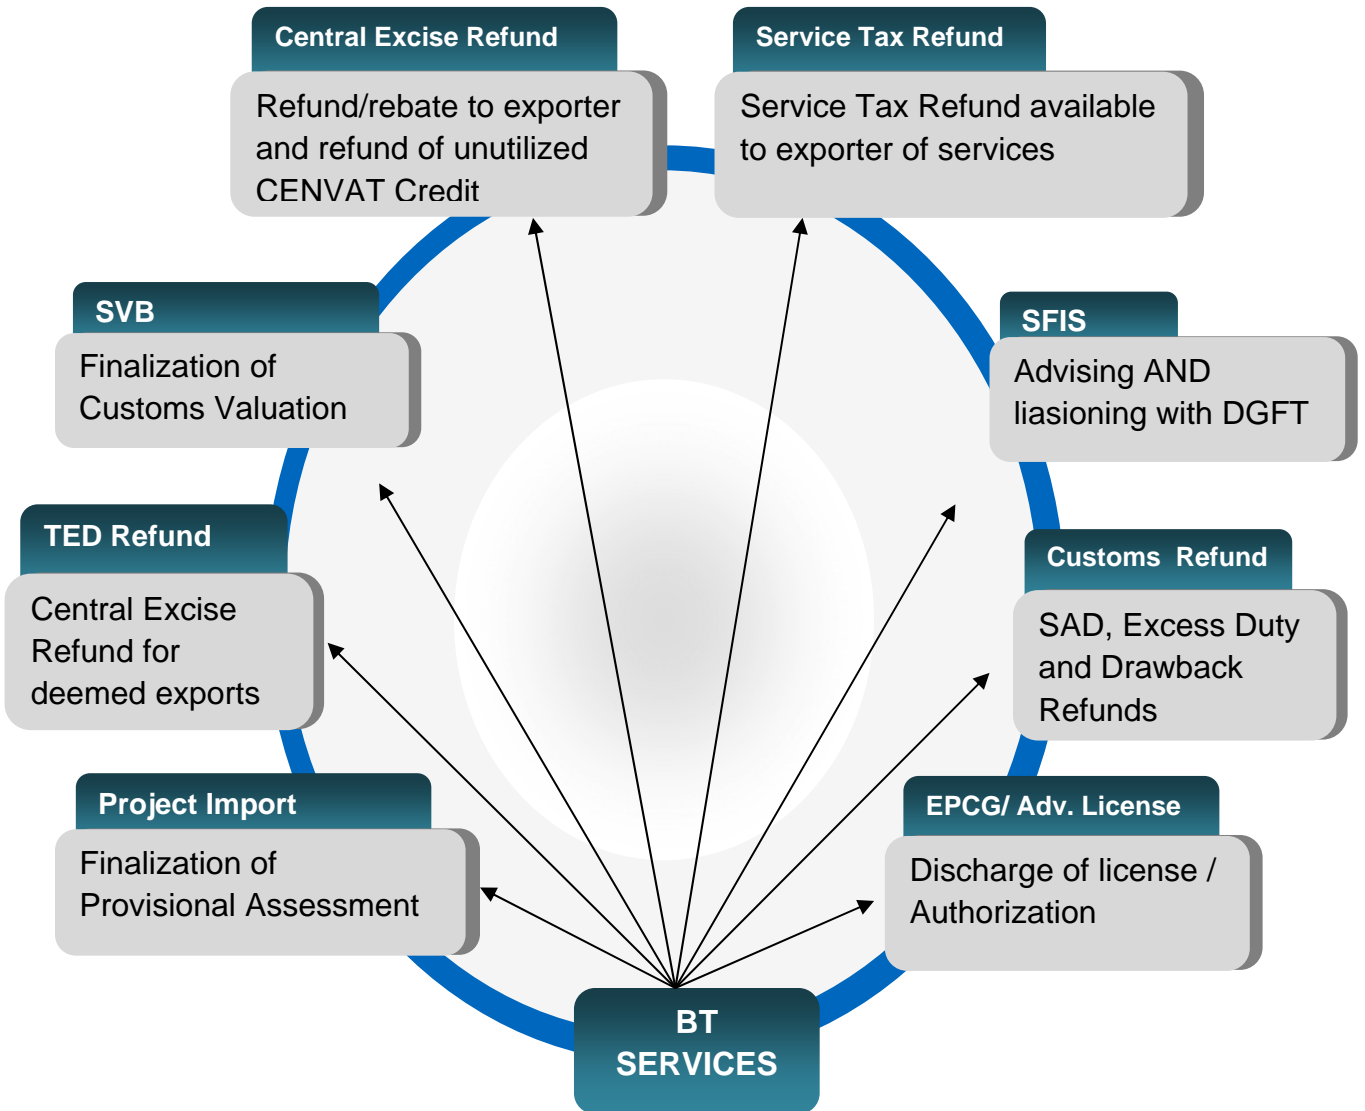 Central Excise Refund
Refund/rebate to exporter
and refund of unutilized
CENVAT Credit
Service Tax Refund
Service Tax Refund available
to exporter of services
SVB
Finalization of
Customs Valuation
SFIS
Advising AND
liasioning with DGFT
TED Refund
Central Excise
Refund for
deemed exports
Customs  Refund
SAD, Excess Duty
and Drawback
Refunds
Project Import
Finalization of
Provisional Assessment
EPCG/ Adv. License
Discharge of license /
Authorization
BT
SERVICES